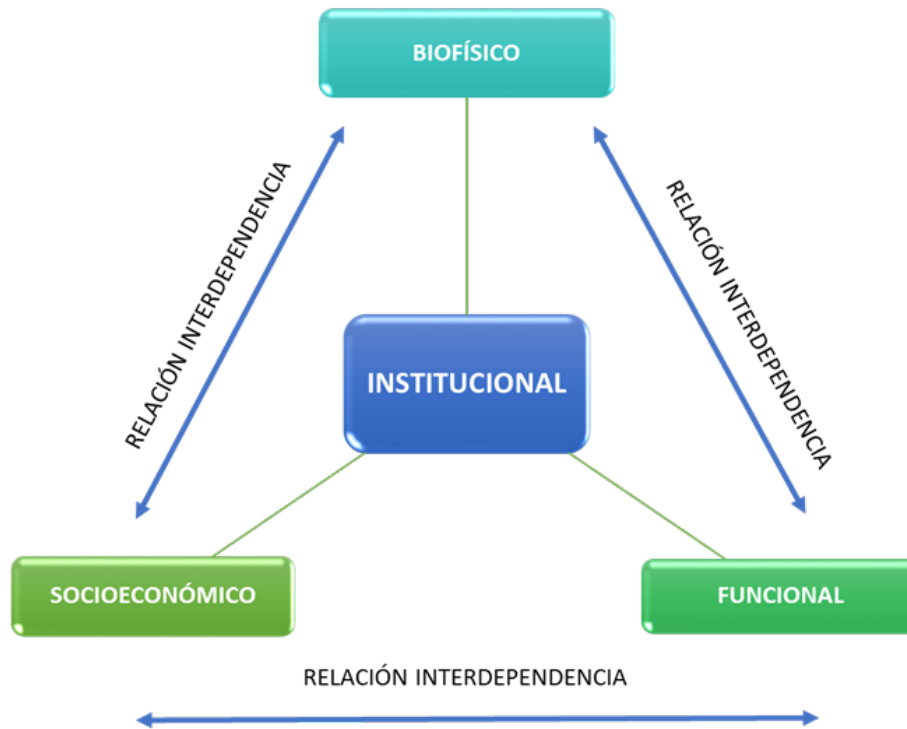 BIOFÍSICO
RELACIÓN INTERDEPENDENCIA
RELACIÓN INTERDEPENDENCIA
INSTITUCIONAL
SOCIOECONÓMICO
FUNCIONAL
RELACIÓN INTERDEPENDENCIA